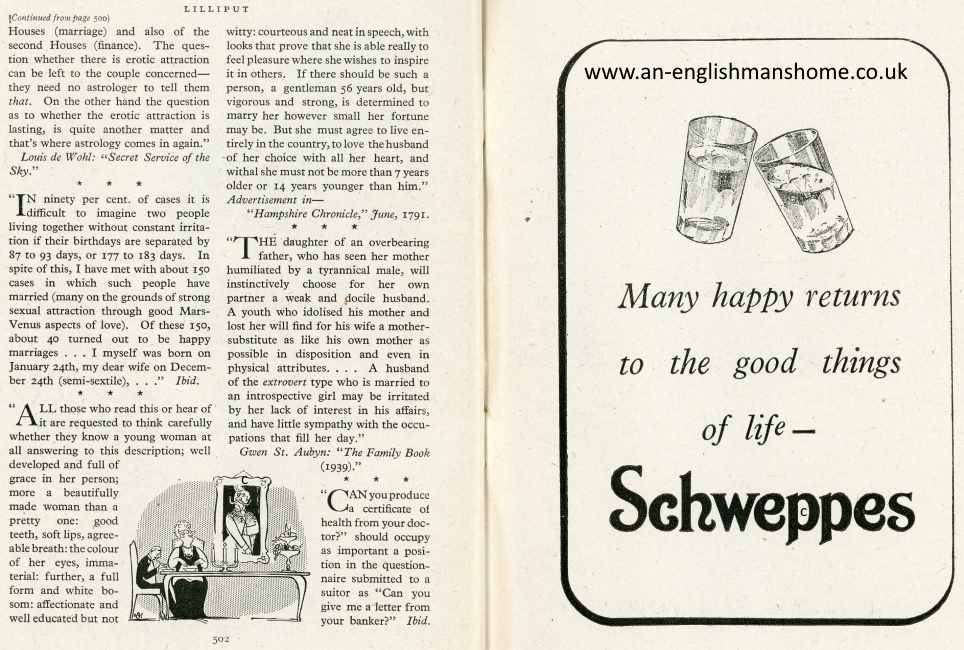 LILLIPUT
[Continued from page 500)
Houses (marriage) and also of the
second Houses (finance). The ques-
tion whether there is erotic attraction
can be left to the couple concerned—
they need no astrologer to tell them
that. On the other hand the question
as to whether the erotic attraction is
lasting, is quite another matter and
that's where astrology comes in again."
Louis de Wohl: "Secret Service of the
Sky."
* * *
"IN ninety per cent. of cases it is
difficult to imagine two people
living together without constant irrita-
tion if their birthdays are separated by
87 to 93 days, or 177 to 183 days. In
spite of this, I have met with about 150
cases in which such people have
married (many on the grounds of strong
sexual attraction through good Mars-
Venus aspects of love). Of these 150,
about 40 turned out to be happy
marriages . . . I myself was born on
January 24th, my dear wife on Decem-
ber 24th (semi-sextile), . . ." Ibid.
* * *
"ALL those who read this or hear of
it are requested to think carefully
whether they know a young woman at
all answering to this description; well
developed and full of
grace in her person;
more a beautifully
made woman than a
pretty one: good
teeth, soft lips, agree-
able breath: the colour
of her eyes, imma-
terial: further, a full
form and white bo-
som: affectionate and
well educated but not
witty: courteous and neat in speech, with
looks that prove that she is able really to
feel pleasure where she wishes to inspire
it in others. If there should be such a
person, a gentleman 56 years old, but
vigorous and strong, is determined to
marry her however small her fortune
may be. But she must agree to live en-
tirely in the country, to love the husband
of her choice with all her heart, and
withal she must not be more than 7 years
older or 14 years younger than him."
Advertisement in—
"Hampshire Chronicle," June, 1791.
* * *
"THE daughter of an overbearing
father, who has seen her mother
humiliated by a tyrannical male, will
instinctively choose for her own
partner a weak and docile husband.
A youth who idolised his mother and
lost her will find for his wife a mother-
substitute as like his own mother as
possible in disposition and even in
physical attributes. . . . A husband
of the extrovert type who is married to
an introspective girl may be irritated
by her lack of interest in his affairs,
and have little sympathy with the occu-
pations that fill her day."
Gwen St. Aubyn: "The Family Book
(1939)."
* * *
"CAN you produce
a certificate of
health from your doc-
tor?" should occupy
as important a posi-
tion in the question-
naire submitted to a
suitor as "Can you
give me a letter from
your banker?" Ibid.
502
www.an-englishmanshome.co.uk
Many happy returns
to the good things
of life —
Schweppes
C